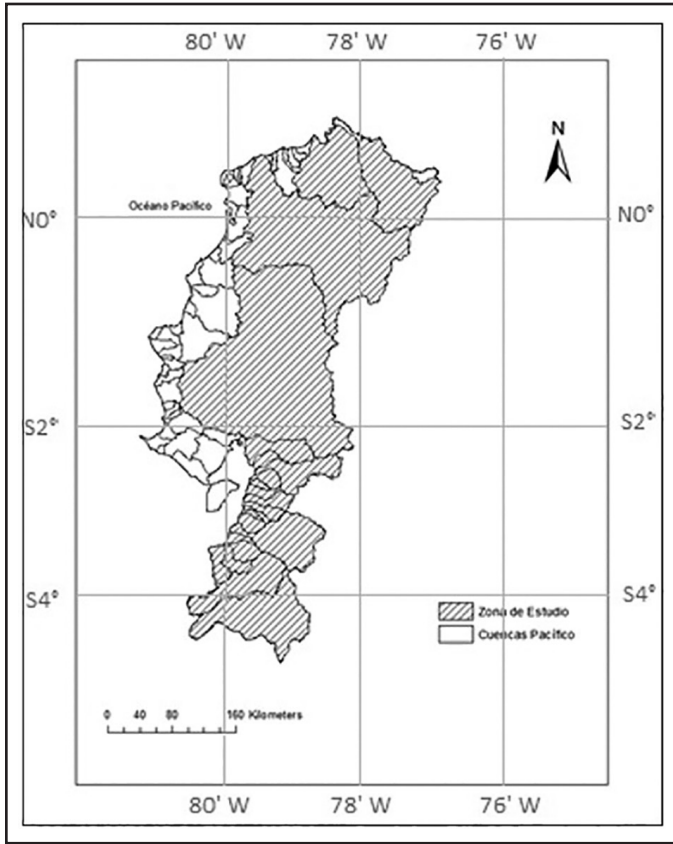 80' W 78' W 76' W
N
Océano Pacífico
N0° N0°
S2° S2°
S4° S4°
Zona de Estudio
Cuencas Pacífico
0 40 80 160 Kilometers
80' W 78' W 76' W